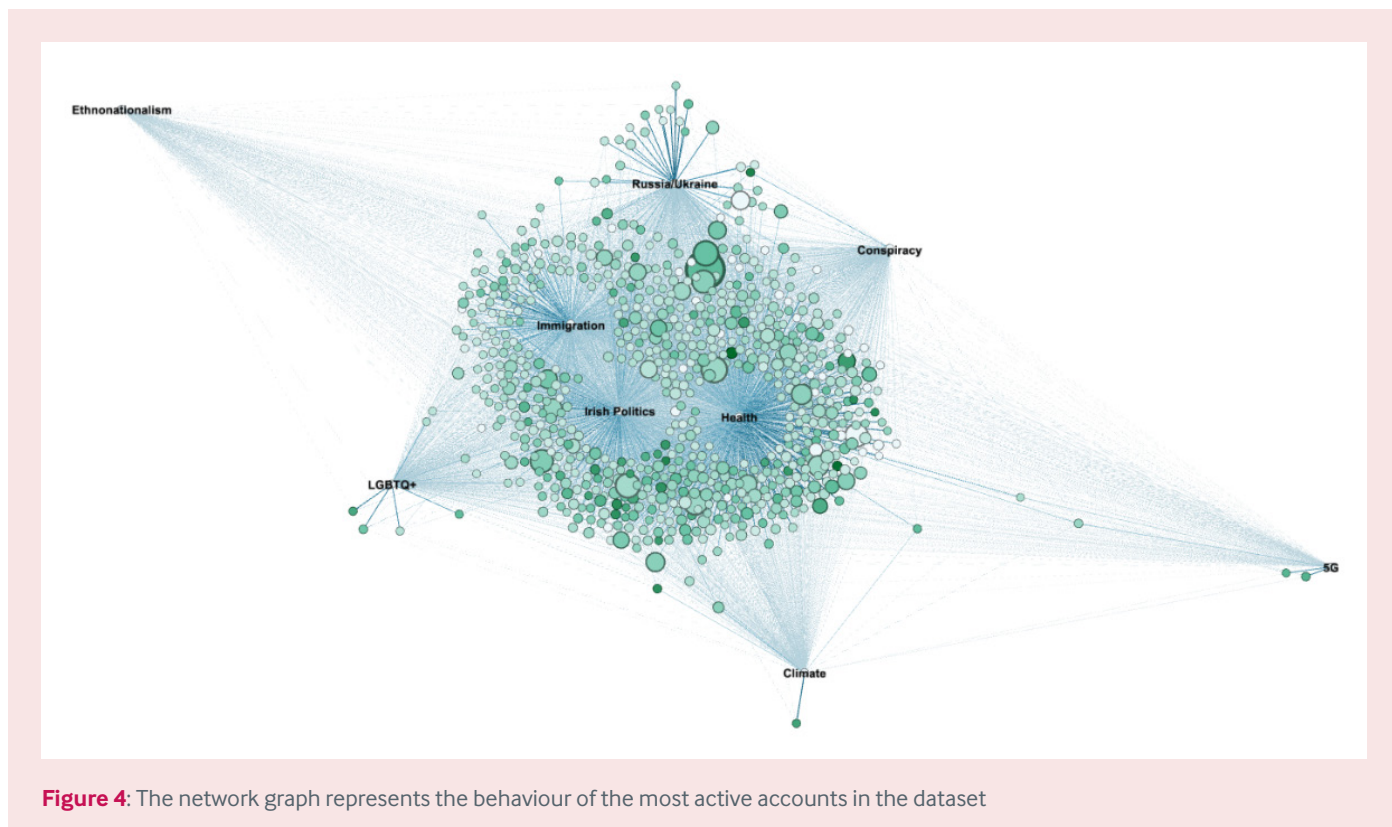 Ethnonationalism
Russia/Ukraine
Conspiracy
Immigration
Irish Politics
Health
LGBTQ+
5G
Climate
Figure 4: The network graph represents the behaviour of the most active accounts in the dataset